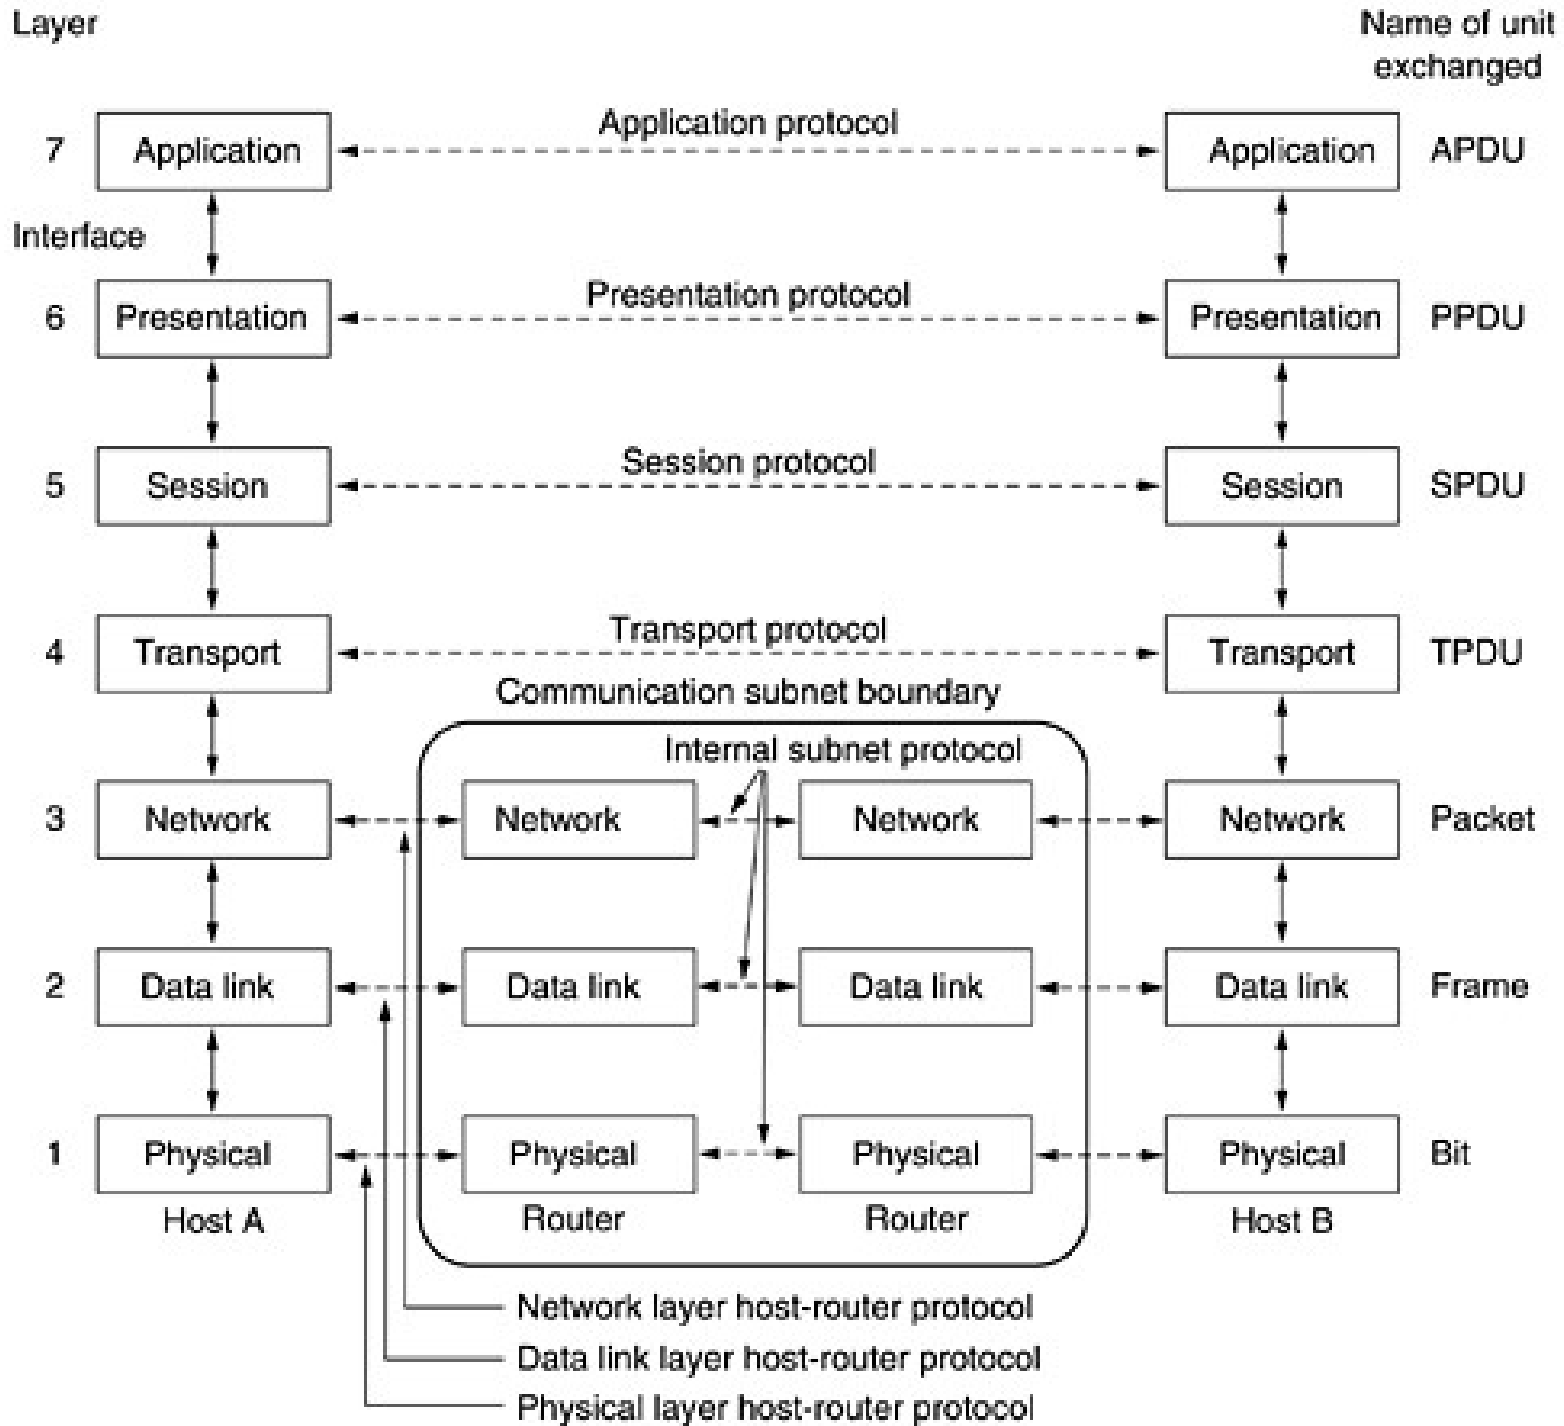 Layer
Name of unit
exchanged
7
Application
Application protocol
Application
APDU
Interface
6
Presentation
Presentation protocol
Presentation
PPDU
5
Session
Session protocol
Session
SPDU
4
Transport
Transport protocol
Transport
TPDU
Communication subnet boundary
Internal subnet protocol
3
Network
Network
Network
Network
Packet
2
Data link
Data link
Data link
Data link
Frame
1
Physical
Physical
Physical
Physical
Bit
Host A
Router
Router
Host B
Network layer host-router protocol
Data link layer host-router protocol
Physical layer host-router protocol